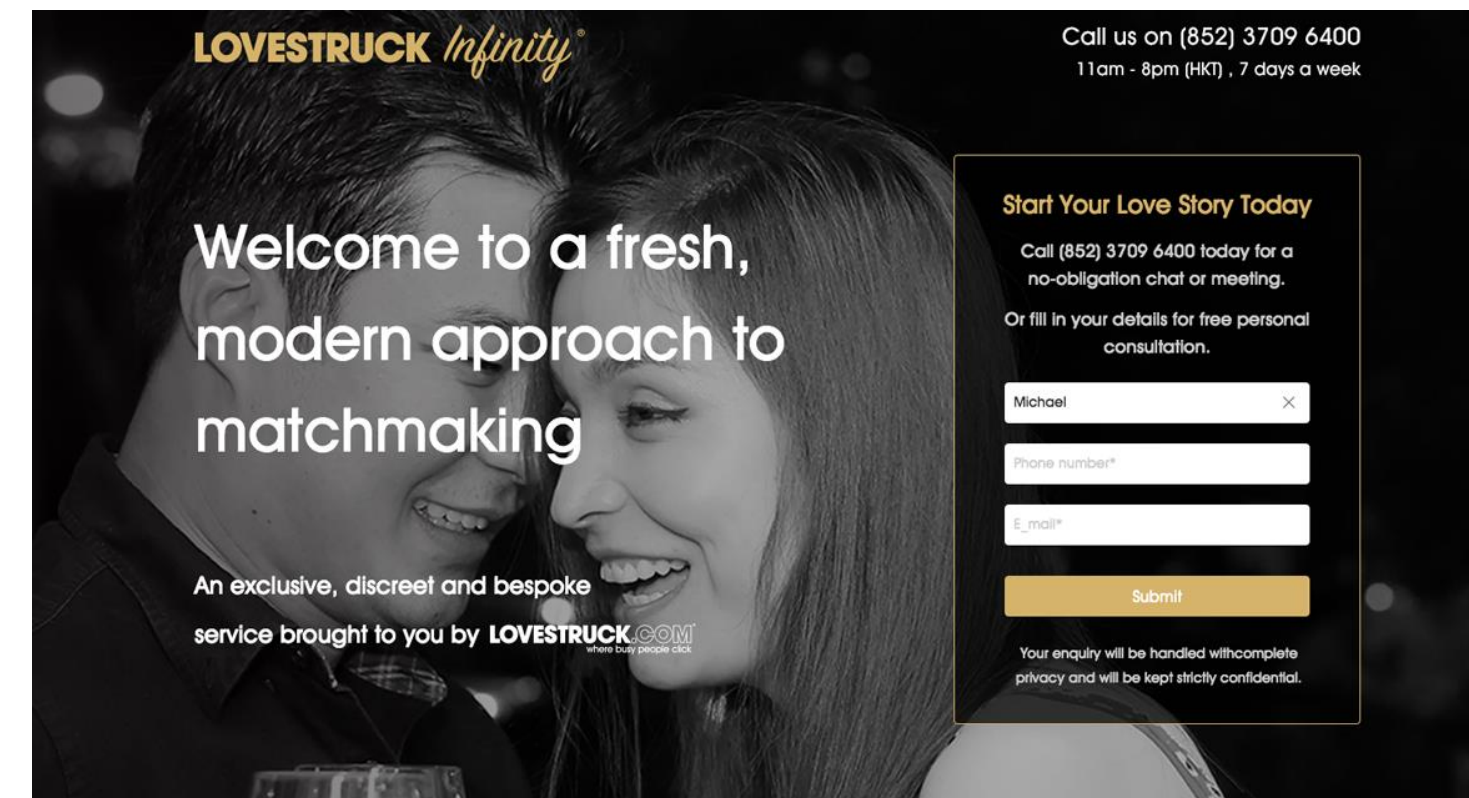 LOVESTRUCK Infinity®
Call us on (852) 3709 6400
11am - 8pm (HKT) , 7 days a week
Welcome to a fresh,
modern approach to
matchmaking
An exclusive, discreet and bespoke
service brought to you by LOVESTRUCK.COM
where busy people click
Start Your Love Story Today
Call (852) 3709 6400 today for a
no-obligation chat or meeting.
Or fill in your details for free personal
consultation.
Michael
Phone number*
E_mail*
Submit
Your enquiry will be handled withcomplete
privacy and will be kept strictly confidential.